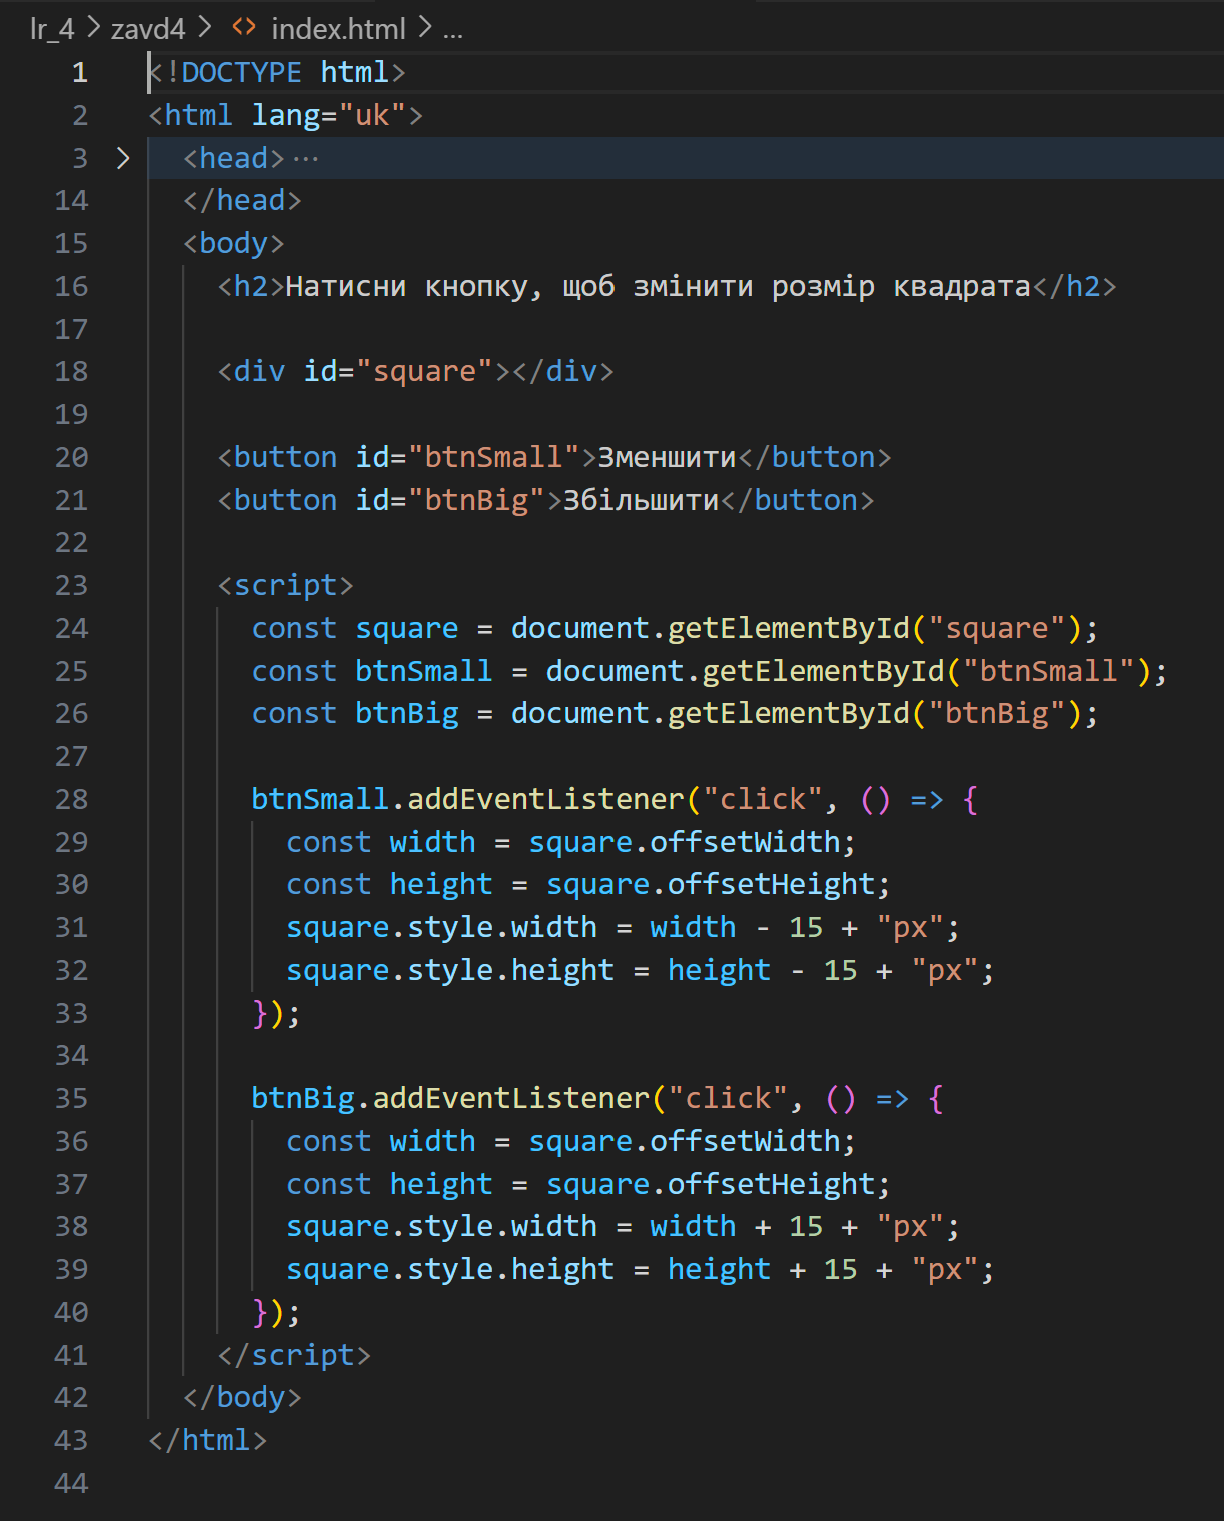 lr_4 > zavd4 > <> index.html > ...
1 <!DOCTYPE html>
2 <html lang="uk">
3 > <head>···
14 </head>
15 <body>
16 <h2>Натисни кнопку, щоб змінити розмір квадрата</h2>
17
18 <div id="square"></div>
19
20 <button id="btnSmall">Зменшити</button>
21 <button id="btnBig">Збільшити</button>
22
23 <script>
24 const square = document.getElementById("square");
25 const btnSmall = document.getElementById("btnSmall");
26 const btnBig = document.getElementById("btnBig");
27
28 btnSmall.addEventListener("click", () => {
29 const width = square.offsetWidth;
30 const height = square.offsetHeight;
31 square.style.width = width - 15 + "px";
32 square.style.height = height - 15 + "px";
33 });
34
35 btnBig.addEventListener("click", () => {
36 const width = square.offsetWidth;
37 const height = square.offsetHeight;
38 square.style.width = width + 15 + "px";
39 square.style.height = height + 15 + "px";
40 });
41 </script>
42 </body>
43 </html>
44